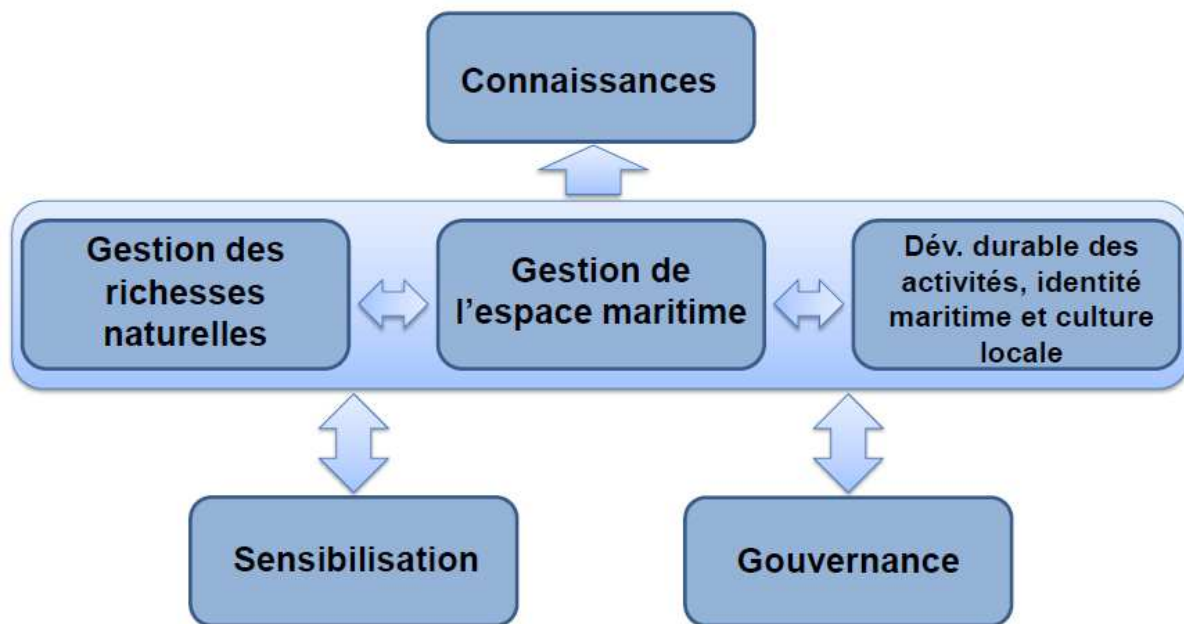 Connaissances
Gestion des
richesses
naturelles
Gestion de
l'espace maritime
Dév. durable des
activités, identité
maritime et culture
locale
Sensibilisation
Gouvernance